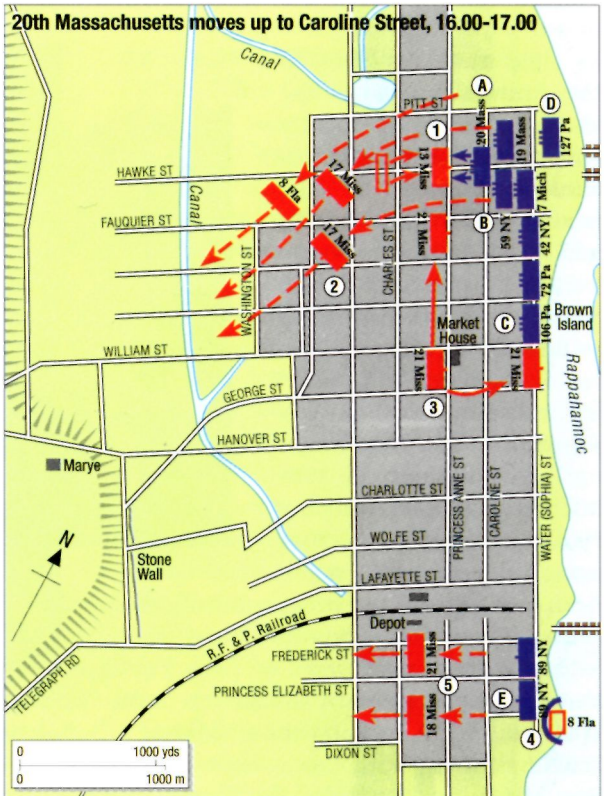 20th Massachusetts moves up to Caroline Street, 16.00-17.00
Canal
A
PITT ST
D
1
20 Mass
19 Mass
127 Pa
HAWKE ST
17 Miss
13 Miss
8 Fla
7 Mich
Canal
FAUQUIER ST
B
59 NY
42 NY
17 Miss
21 Miss
CHARLES ST
WASHINGTON ST
2
72 Pa
106 Pa
C
Brown
Island
Market
House
WILLIAM ST
21 Miss
21 Miss
Rappahannoc
GEORGE ST
3
HANOVER ST
Marye
PRINCESS ANNE ST
CAROLINE ST
WATER (SOPHIA) ST
CHARLOTTE ST
N
WOLFE ST
Stone
Wall
LAFAYETTE ST
R.F. & P. Railroad
Depot
FREDERICK ST
21 Miss
89 NY
TELEGRAPH RD
PRINCESS ELIZABETH ST
5
E
18 Miss
89 NY
8 Fla
4
DIXON ST
0 1000 yds
0 1000 m